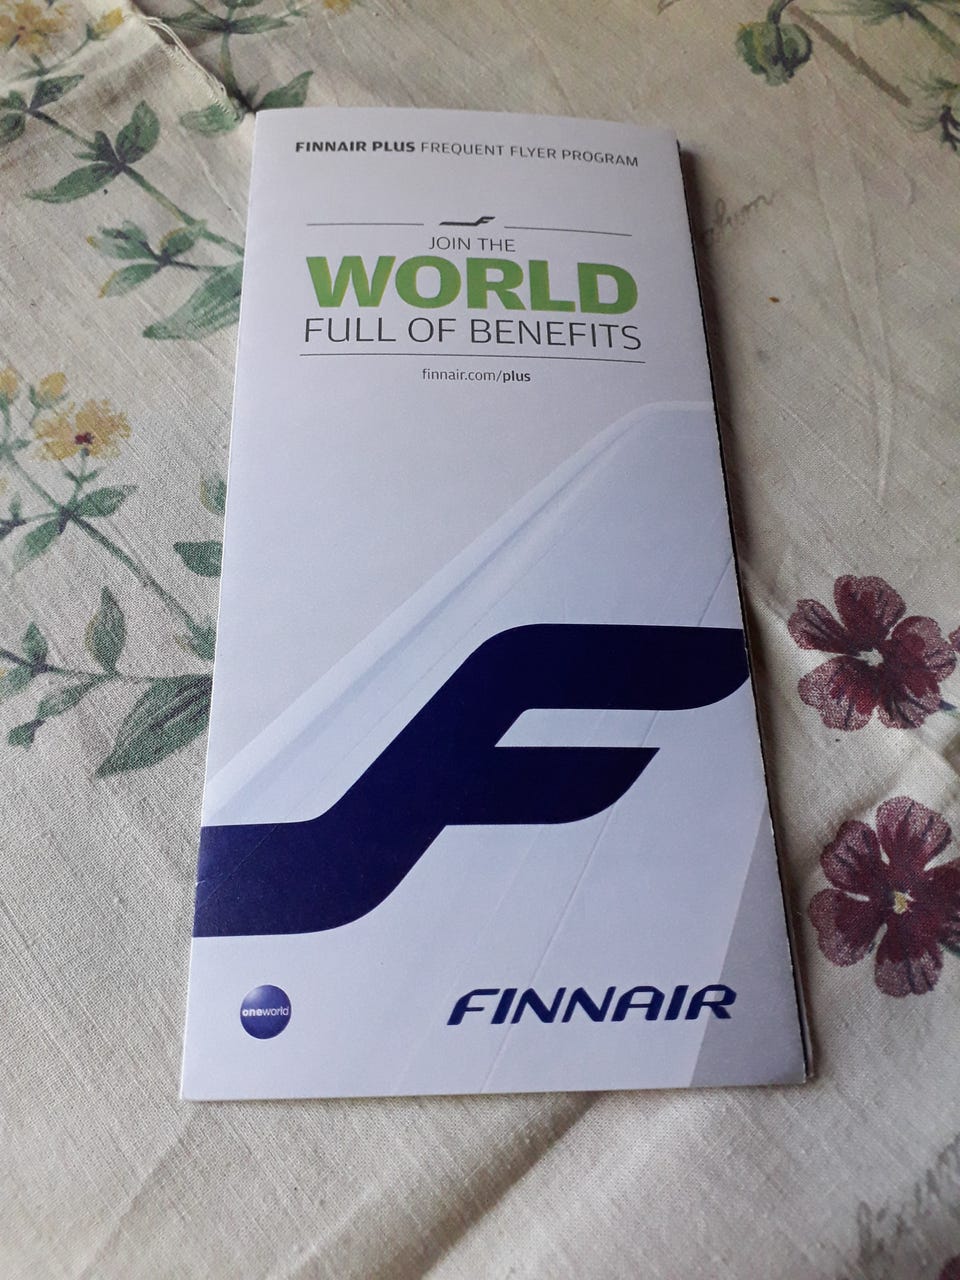 FINNAIR PLUS FREQUENT FLYER PROGRAM
JOIN THE
WORLD
FULL OF BENEFITS
finnair.com/plus
oneworld
FINNAIR